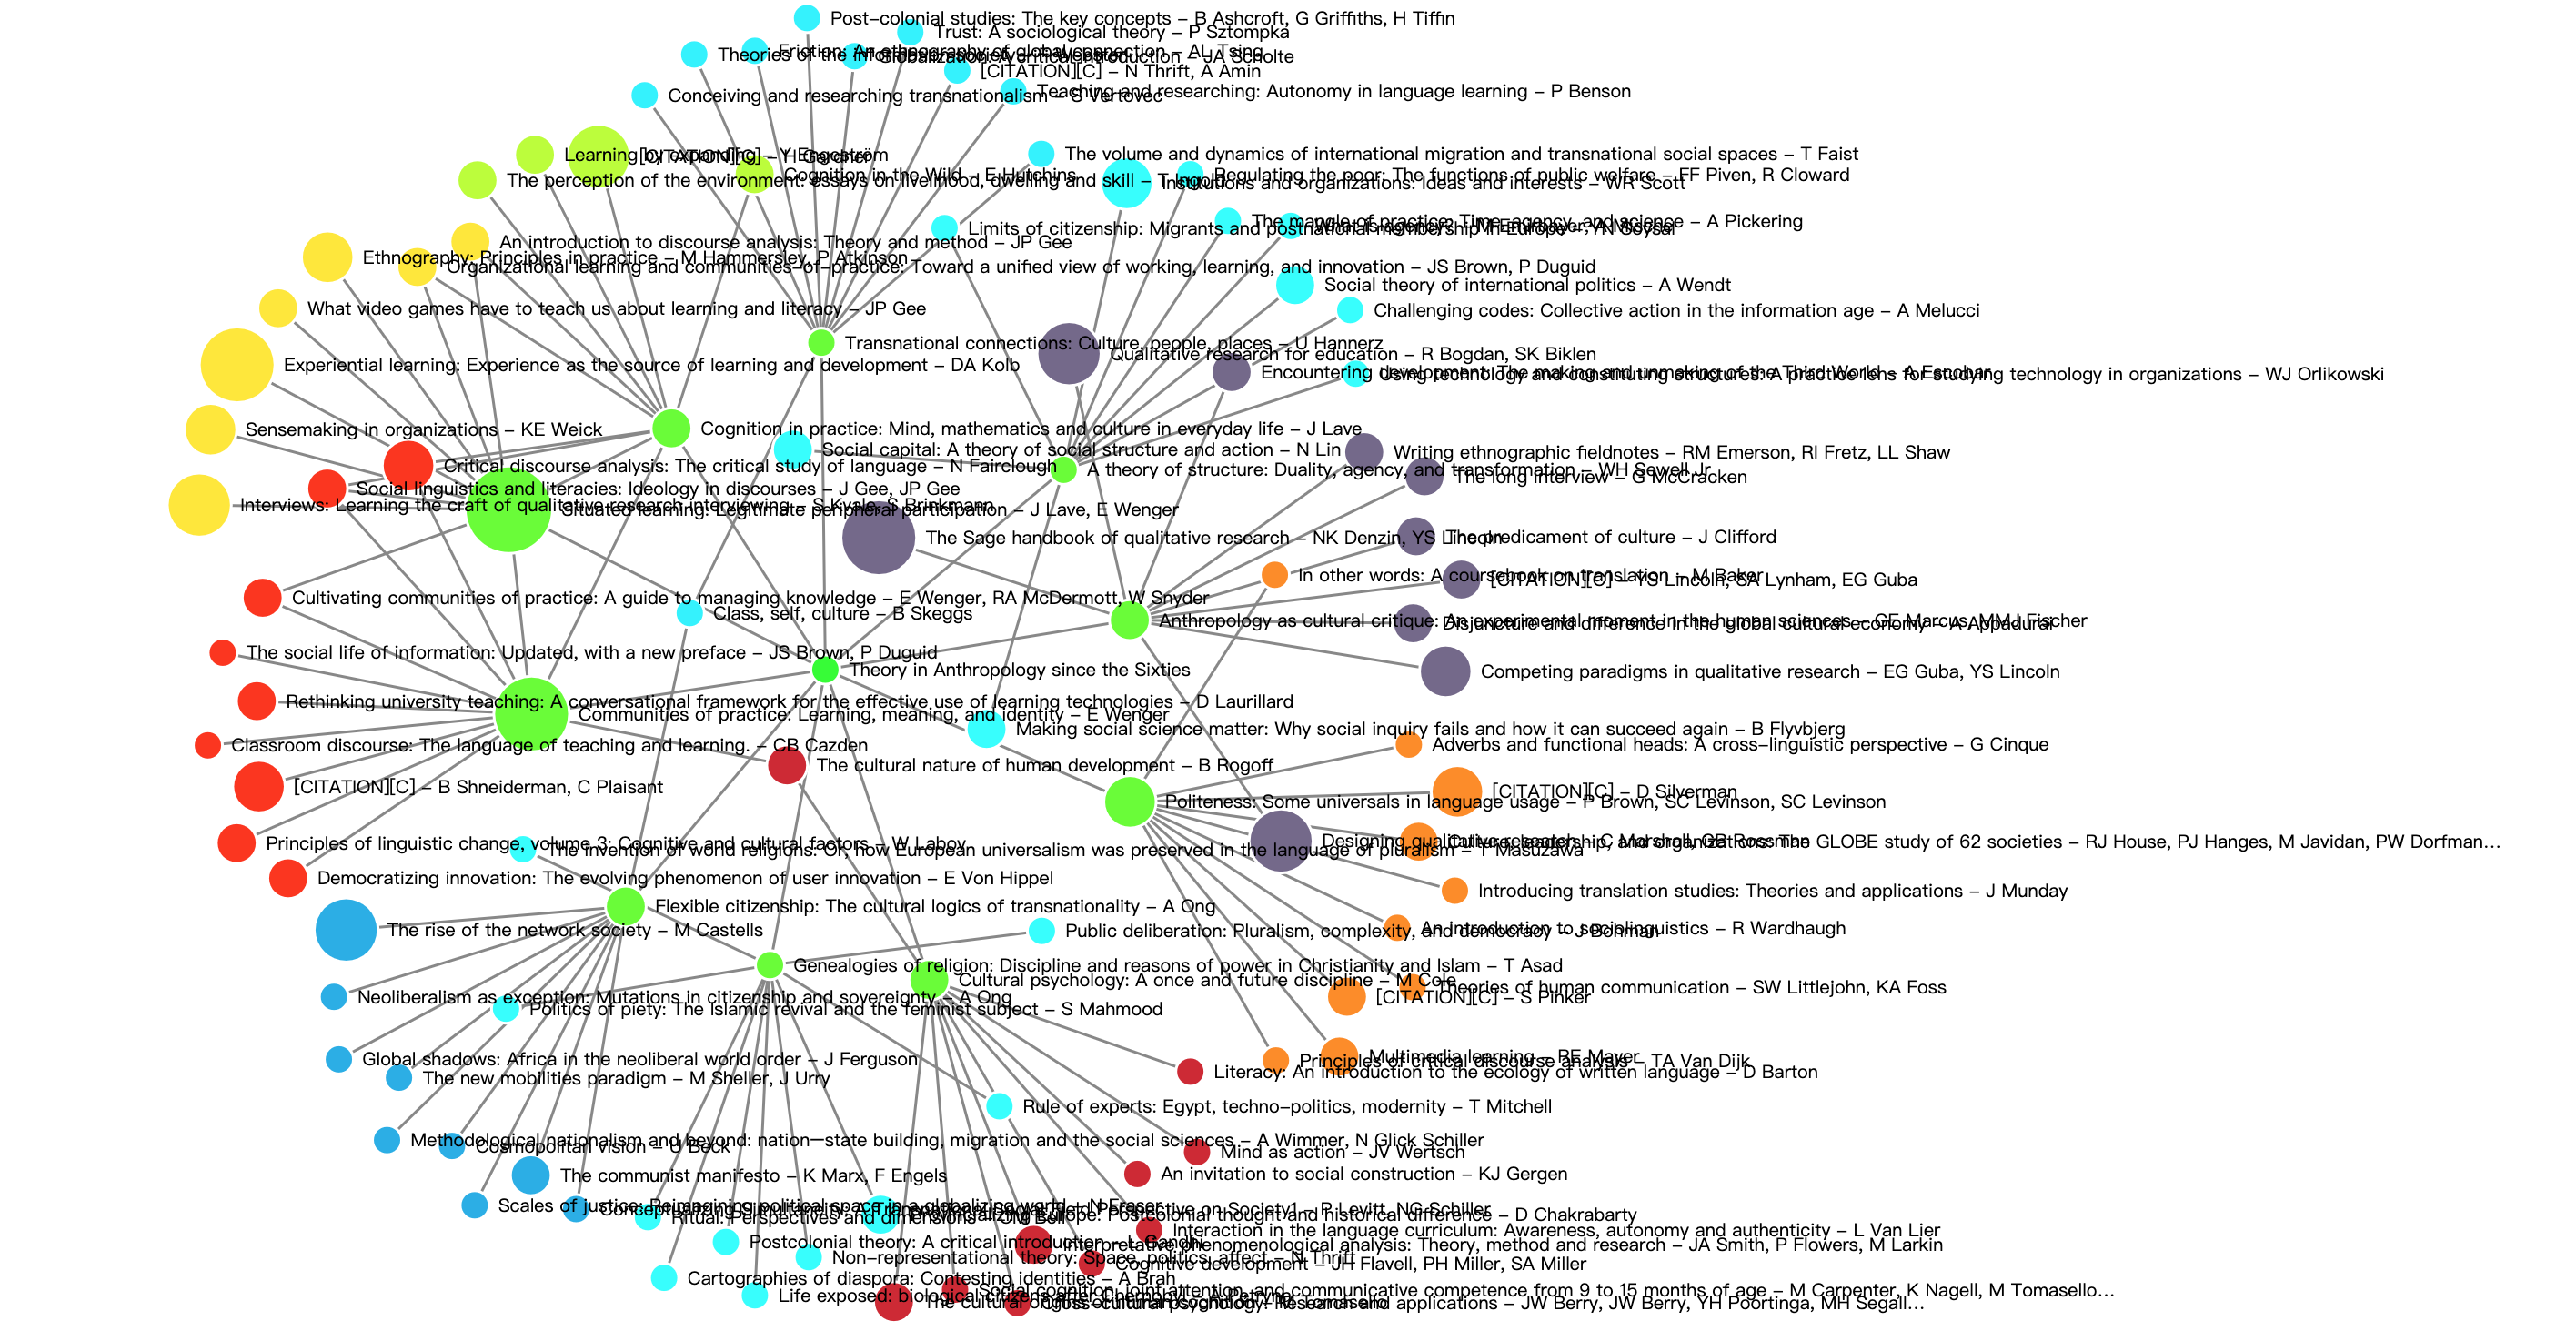 Post-colonial studies: The key concepts – B Ashcroft, G Griffiths, H Tiffin
Trust: A sociological theory – P Sztompka
Friction: An ethnography of global connection – AL Tsing
Theories of the information society – F Webster
Globalization: A critical introduction – JA Scholte
[CITATION][C] – N Thrift, A Amin
Teaching and researching: Autonomy in language learning – P Benson
Conceiving and researching transnationalism – S Vertovec
The volume and dynamics of international migration and transnational social spaces – T Faist
Learning by expanding – Y Engeström
[CITATION][C] – H Gardner
Cognition in the Wild – E Hutchins
Regulating the poor: The functions of public welfare – FF Piven, R Cloward
The perception of the environment: essays on livelihood, dwelling and skill – T Ingold
Institutions and organizations: Ideas and interests – WR Scott
The mangle of practice: Time, agency, and science – A Pickering
What is agency? – M Emirbayer, A Mische
Limits of citizenship: Migrants and postnational membership in Europe – YN Soysal
An introduction to discourse analysis: Theory and method – JP Gee
Ethnography: Principles in practice – M Hammersley, P Atkinson
Organizational learning and communities-of-practice: Toward a unified view of working, learning, and innovation – JS Brown, P Duguid
Social theory of international politics – A Wendt
What video games have to teach us about learning and literacy – JP Gee
Challenging codes: Collective action in the information age – A Melucci
Transnational connections: Culture, people, places – U Hannerz
Qualitative research for education – R Bogdan, SK Biklen
Experiential learning: Experience as the source of learning and development – DA Kolb
Encountering development: The making and unmaking of the Third World – A Escobar
Using technology and constituting structures: A practice lens for studying technology in organizations – WJ Orlikowski
Sensemaking in organizations – KE Weick
Cognition in practice: Mind, mathematics and culture in everyday life – J Lave
Social capital: A theory of social structure and action – N Lin
Writing ethnographic fieldnotes – RM Emerson, RI Fretz, LL Shaw
Critical discourse analysis: The critical study of language – N Fairclough
A theory of structure: Duality, agency, and transformation – WH Sewell Jr
The long interview – G McCracken
Social linguistics and literacies: Ideology in discourses – J Gee, JP Gee
Interviews: Learning the craft of qualitative research interviewing – S Kvale, S Brinkmann
Situated learning: Legitimate peripheral participation – J Lave, E Wenger
The Sage handbook of qualitative research – NK Denzin, YS Lincoln
The predicament of culture – J Clifford
In other words: A coursebook on translation – M Baker
[CITATION][C] – YS Lincoln, SA Lynham, EG Guba
Cultivating communities of practice: A guide to managing knowledge – E Wenger, RA McDermott, W Snyder
Class, self, culture – B Skeggs
Anthropology as cultural critique: An experimental moment in the human sciences – GE Marcus, MMJ Fischer
Disjuncture and difference in the global cultural economy – A Appadurai
The social life of information: Updated, with a new preface – JS Brown, P Duguid
Theory in Anthropology since the Sixties
Competing paradigms in qualitative research – EG Guba, YS Lincoln
Rethinking university teaching: A conversational framework for the effective use of learning technologies – D Laurillard
Communities of practice: Learning, meaning, and identity – E Wenger
Making social science matter: Why social inquiry fails and how it can succeed again – B Flyvbjerg
Classroom discourse: The language of teaching and learning. – CB Cazden
Adverbs and functional heads: A cross-linguistic perspective – G Cinque
The cultural nature of human development – B Rogoff
[CITATION][C] – B Shneiderman, C Plaisant
[CITATION][C] – D Silverman
Politeness: Some universals in language usage – P Brown, SC Levinson, SC Levinson
Principles of linguistic change, volume 3: Cognitive and cultural factors – W Labov
The invention of world religions: Or, how European universalism was preserved in the language of pluralism – T Masuzawa
Designing qualitative research – C Marshall, GB Rossman
Culture, leadership, and organizations: The GLOBE study of 62 societies – RJ House, PJ Hanges, M Javidan, PW Dorfman…
Democratizing innovation: The evolving phenomenon of user innovation – E Von Hippel
Introducing translation studies: Theories and applications – J Munday
Flexible citizenship: The cultural logics of transnationality – A Ong
The rise of the network society – M Castells
Public deliberation: Pluralism, complexity, and democracy – J Bohman
An introduction to sociolinguistics – R Wardhaugh
Genealogies of religion: Discipline and reasons of power in Christianity and Islam – T Asad
Cultural psychology: A once and future discipline – M Cole
Theories of human communication – SW Littlejohn, KA Foss
Neoliberalism as exception: Mutations in citizenship and sovereignty – A Ong
[CITATION][C] – S Pinker
Politics of piety: The Islamic revival and the feminist subject – S Mahmood
Global shadows: Africa in the neoliberal world order – J Ferguson
Multimedia learning – RE Mayer
Principles of critical discourse analysis – TA Van Dijk
Literacy: An introduction to the ecology of written language – D Barton
The new mobilities paradigm – M Sheller, J Urry
Rule of experts: Egypt, techno-politics, modernity – T Mitchell
Methodological nationalism and beyond: nation–state building, migration and the social sciences – A Wimmer, N Glick Schiller
Cosmopolitan vision – U Beck
Mind as action – JV Wertsch
An invitation to social construction – KJ Gergen
The communist manifesto – K Marx, F Engels
Scales of justice: Reimagining political space in a globalizing world – N Fraser
Conceptualizing Simultaneity: A Transnational Social Field Perspective on Society1 – P Levitt, NG Schiller
Provincializing Europe: Postcolonial thought and historical difference – D Chakrabarty
Ritual: Perspectives and dimensions – C Bell
Interaction in the language curriculum: Awareness, autonomy and authenticity – L Van Lier
Postcolonial theory: A critical introduction – L Gandhi
Interpretative phenomenological analysis: Theory, method and research – JA Smith, P Flowers, M Larkin
Non-representational theory: Space, politics, affect – N Thrift
Cognitive development – JH Flavell, PH Miller, SA Miller
Cartographies of diaspora: Contesting identities – A Brah
Social cognition, joint attention, and communicative competence from 9 to 15 months of age – M Carpenter, K Nagell, M Tomasello…
Life exposed: biological citizens after Chernobyl – A Petryna
The cultural origins of human cognition – M Tomasello
Cross-cultural psychology: Research and applications – JW Berry, JW Berry, YH Poortinga, MH Segall…